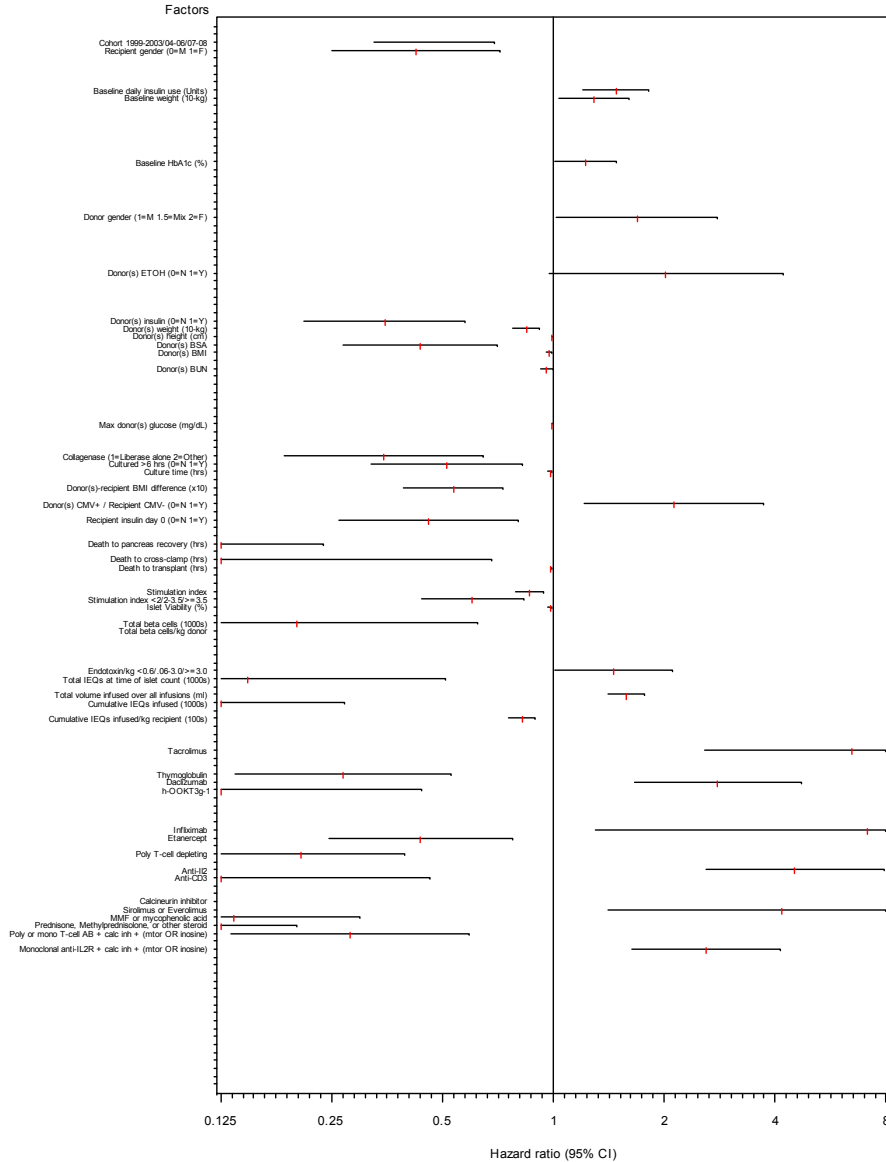 Factors
Cohort 1999-2003/04-06/07-08
Recipient gender (0=M 1=F)
Baseline daily insulin use (Units)
Baseline weight (10-kg)
Baseline HbA1c (%)
Donor gender (1=M 1.5=Mix 2=F)
Donor(s) ETOH (0=N 1=Y)
Donor(s) insulin (0=N 1=Y)
Donor(s) weight (10-kg)
Donor(s) height (cm)
Donor(s) BSA
Donor(s) BMI
Donor(s) BUN
Max donor(s) glucose (mg/dL)
Collagenase (1=Liberase alone 2=Other)
Cultured >6 hrs (0=N 1=Y)
Culture time (hrs)
Donor(s)-recipient BMI difference (x10)
Donor(s) CMV+ / Recipient CMV- (0=N 1=Y)
Recipient insulin day 0 (0=N 1=Y)
Death to pancreas recovery (hrs)
Death to cross-clamp (hrs)
Death to transplant (hrs)
Stimulation index
Stimulation index <2/2-3.5/>=3.5
Islet Viability (%)
Total beta cells (1000s)
Total beta cells/kg donor
Endotoxin/kg <0.6/.06-3.0/>=3.0
Total IEQs at time of islet count (1000s)
Total volume infused over all infusions (ml)
Cumulative IEQs infused (1000s)
Cumulative IEQs infused/kg recipient (100s)
Tacrolimus
Thymoglobulin
Daclizumab
h-OOKT3g-1
Infliximab
Etanercept
Poly T-cell depleting
Anti-Il2
Anti-CD3
Calcineurin inhibitor
Sirolimus or Everolimus
MMF or mycophenolic acid
Prednisone, Methylprednisolone, or other steroid
Poly or mono T-cell AB + calc inh + (mtor OR inosine)
Monoclonal anti-IL2R + calc inh + (mtor OR inosine)
0.125 0.25 0.5 1 2 4 8
Hazard ratio (95% CI)